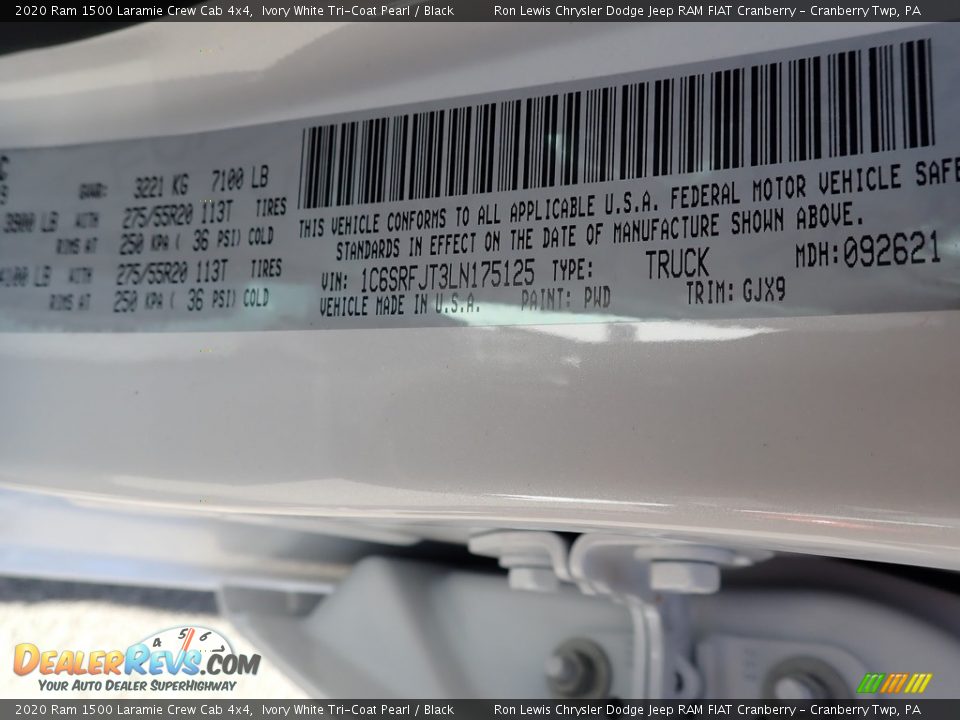 2020 Ram 1500 Laramie Crew Cab 4x4, Ivory White Tri-Coat Pearl / Black Ron Lewis Chrysler Dodge Jeep RAM FIAT Cranberry - Cranberry Twp, PA
GAWR: 3221 KG 7100 LB
3900 LB WITH 275/55R20 113T TIRES
RIMS AT 250 KPA ( 36 PSI) COLD
4100 LB WITH 275/55R20 113T TIRES
RIMS AT 250 KPA ( 36 PSI) COLD
THIS VEHICLE CONFORMS TO ALL APPLICABLE U.S.A. FEDERAL MOTOR VEHICLE SAFE
STANDARDS IN EFFECT ON THE DATE OF MANUFACTURE SHOWN ABOVE.
VIN: 1C6SRFJT3LN175125 TYPE: TRUCK MDH:092621
VEHICLE MADE IN U.S.A. PAINT: PWD TRIM: GJX9
4 5 6
DealerRevs.com
Your Auto Dealer SuperHighway
2020 Ram 1500 Laramie Crew Cab 4x4, Ivory White Tri-Coat Pearl / Black Ron Lewis Chrysler Dodge Jeep RAM FIAT Cranberry - Cranberry Twp, PA